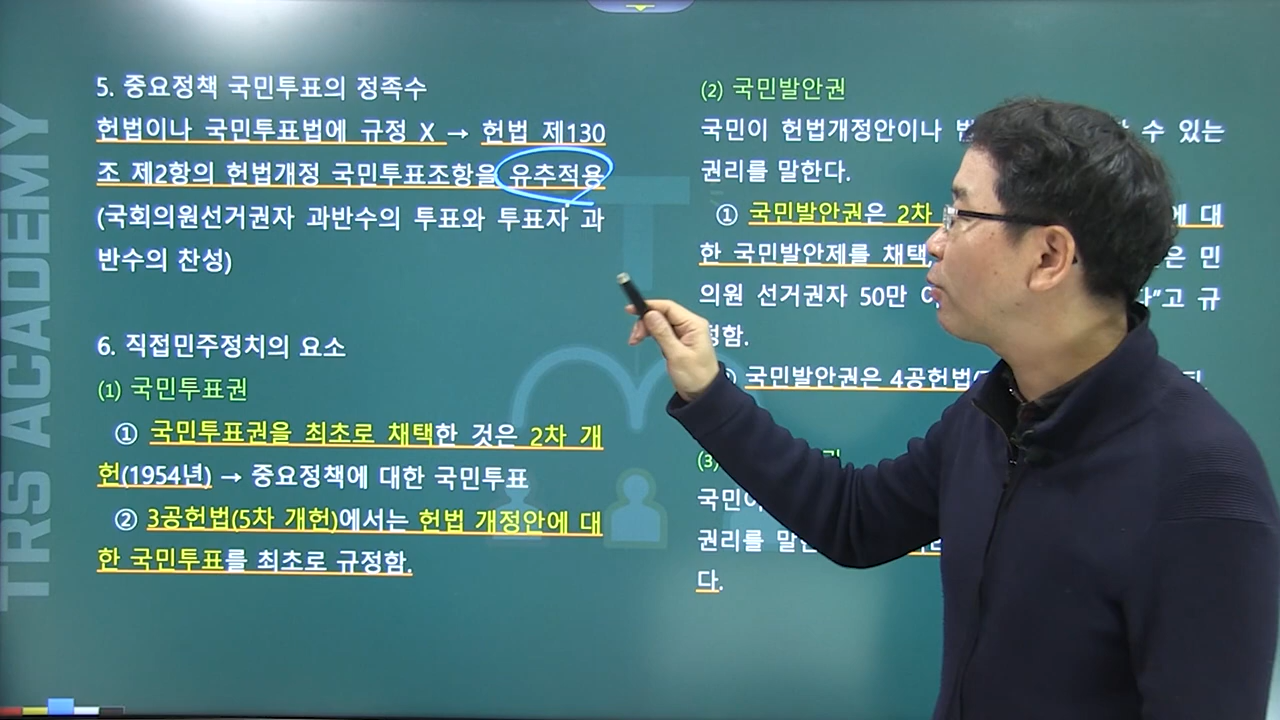 TRS ACADEMY
5. 중요정책 국민투표의 정족수
헌법이나 국민투표법에 규정 X → 헌법 제130
조 제2항의 헌법개정 국민투표조항을 유추적용
(국회의원선거권자 과반수의 투표와 투표자 과
반수의 찬성)
6. 직접민주정치의 요소
(1) 국민투표권
① 국민투표권을 최초로 채택한 것은 2차 개
헌(1954년) → 중요정책에 대한 국민투표
② 3공헌법(5차 개헌)에서는 헌법 개정안에 대
한 국민투표를 최초로 규정함.
(2) 국민발안권
국민이 헌법개정안이나 수 있는
권리를 말한다.
① 국민발안권은 2차 에 대
한 국민발안제를 채택, 은 민
의원 선거권자 50만 다"고 규
정함.
국민발안권은 4공헌법
(3)
권리를
다.